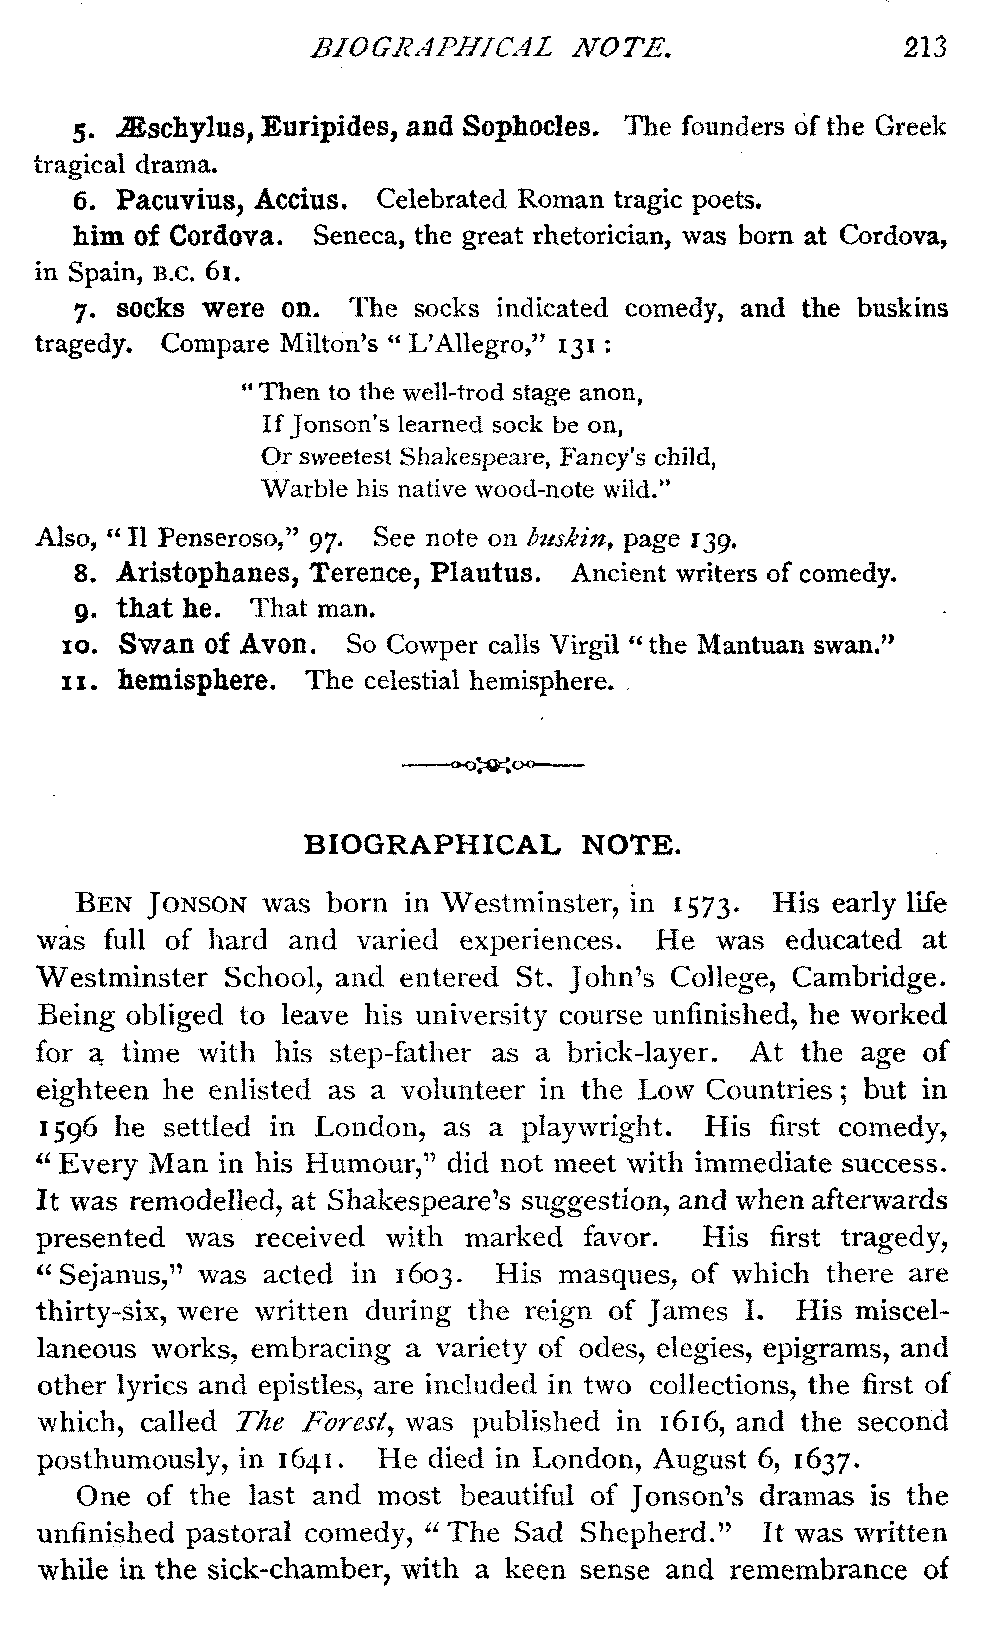 BIOGRAPHICAL NOTE. 213
5. Æschylus, Euripides, and Sophocles. The founders of the Greek
tragical drama.
6. Pacuvius, Accius. Celebrated Roman tragic poets.
him of Cordova. Seneca, the great rhetorician, was born at Cordova,
in Spain, B.C. 61.
7. socks were on. The socks indicated comedy, and the buskins
tragedy. Compare Milton's "L'Allegro," 131:
"Then to the well-trod stage anon,
If Jonson's learned sock be on,
Or sweetest Shakespeare, Fancy's child,
Warble his native wood-note wild."
Also, "Il Penseroso," 97. See note on buskin, page 139.
8. Aristophanes, Terence, Plautus. Ancient writers of comedy.
9. that he. That man.
10. Swan of Avon. So Cowper calls Virgil "the Mantuan swan."
11. hemisphere. The celestial hemisphere.
BIOGRAPHICAL NOTE.
BEN JONSON was born in Westminster, in 1573. His early life
was full of hard and varied experiences. He was educated at
Westminster School, and entered St. John's College, Cambridge.
Being obliged to leave his university course unfinished, he worked
for a time with his step-father as a brick-layer. At the age of
eighteen he enlisted as a volunteer in the Low Countries; but in
1596 he settled in London, as a playwright. His first comedy,
"Every Man in his Humour," did not meet with immediate success.
It was remodelled, at Shakespeare's suggestion, and when afterwards
presented was received with marked favor. His first tragedy,
"Sejanus," was acted in 1603. His masques, of which there are
thirty-six, were written during the reign of James I. His miscel-
laneous works, embracing a variety of odes, elegies, epigrams, and
other lyrics and epistles, are included in two collections, the first of
which, called The Forest, was published in 1616, and the second
posthumously, in 1641. He died in London, August 6, 1637.
One of the last and most beautiful of Jonson's dramas is the
unfinished pastoral comedy, "The Sad Shepherd." It was written
while in the sick-chamber, with a keen sense and remembrance of